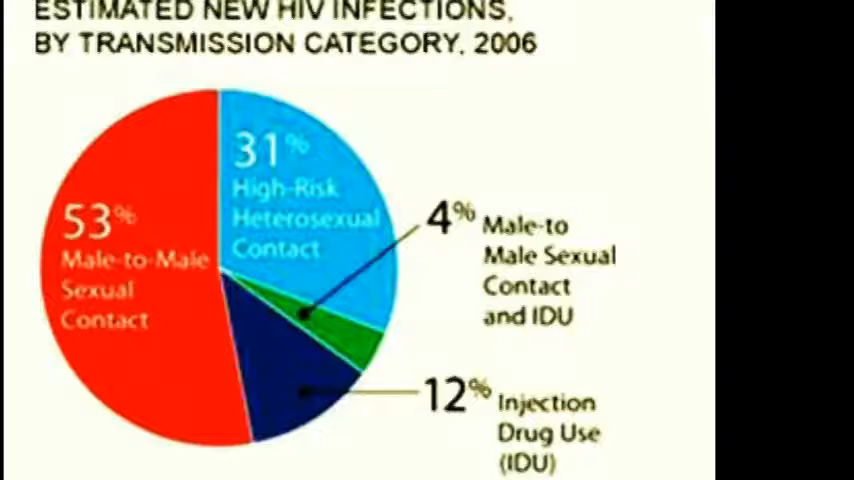 ESTIMATED NEW HIV INFECTIONS,
BY TRANSMISSION CATEGORY, 2006
31%
High-Risk
Heterosexual
Contact
53%
Male-to-Male
Sexual
Contact
4% Male-to
Male Sexual
Contact
and IDU
12% Injection
Drug Use
(IDU)